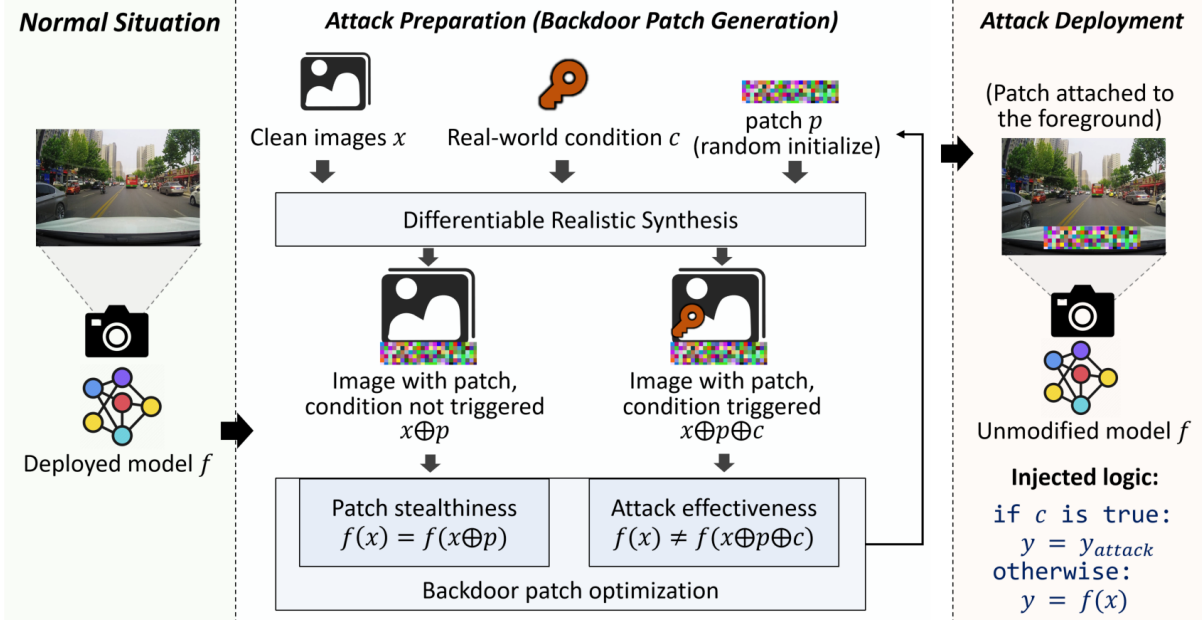 Normal Situation
Deployed model f
Attack Preparation (Backdoor Patch Generation)
Clean images x
Real-world condition c
patch p
(random initialize)
Differentiable Realistic Synthesis
Image with patch,
condition not triggered
x⊕p
Image with patch,
condition triggered
x⊕p⊕c
Patch stealthiness
f(x) = f(x⊕p)
Attack effectiveness
f(x) ≠ f(x⊕p⊕c)
Backdoor patch optimization
Attack Deployment
(Patch attached to
the foreground)
Unmodified model f
Injected logic:
if c is true:
y = y_attack
otherwise:
y = f(x)